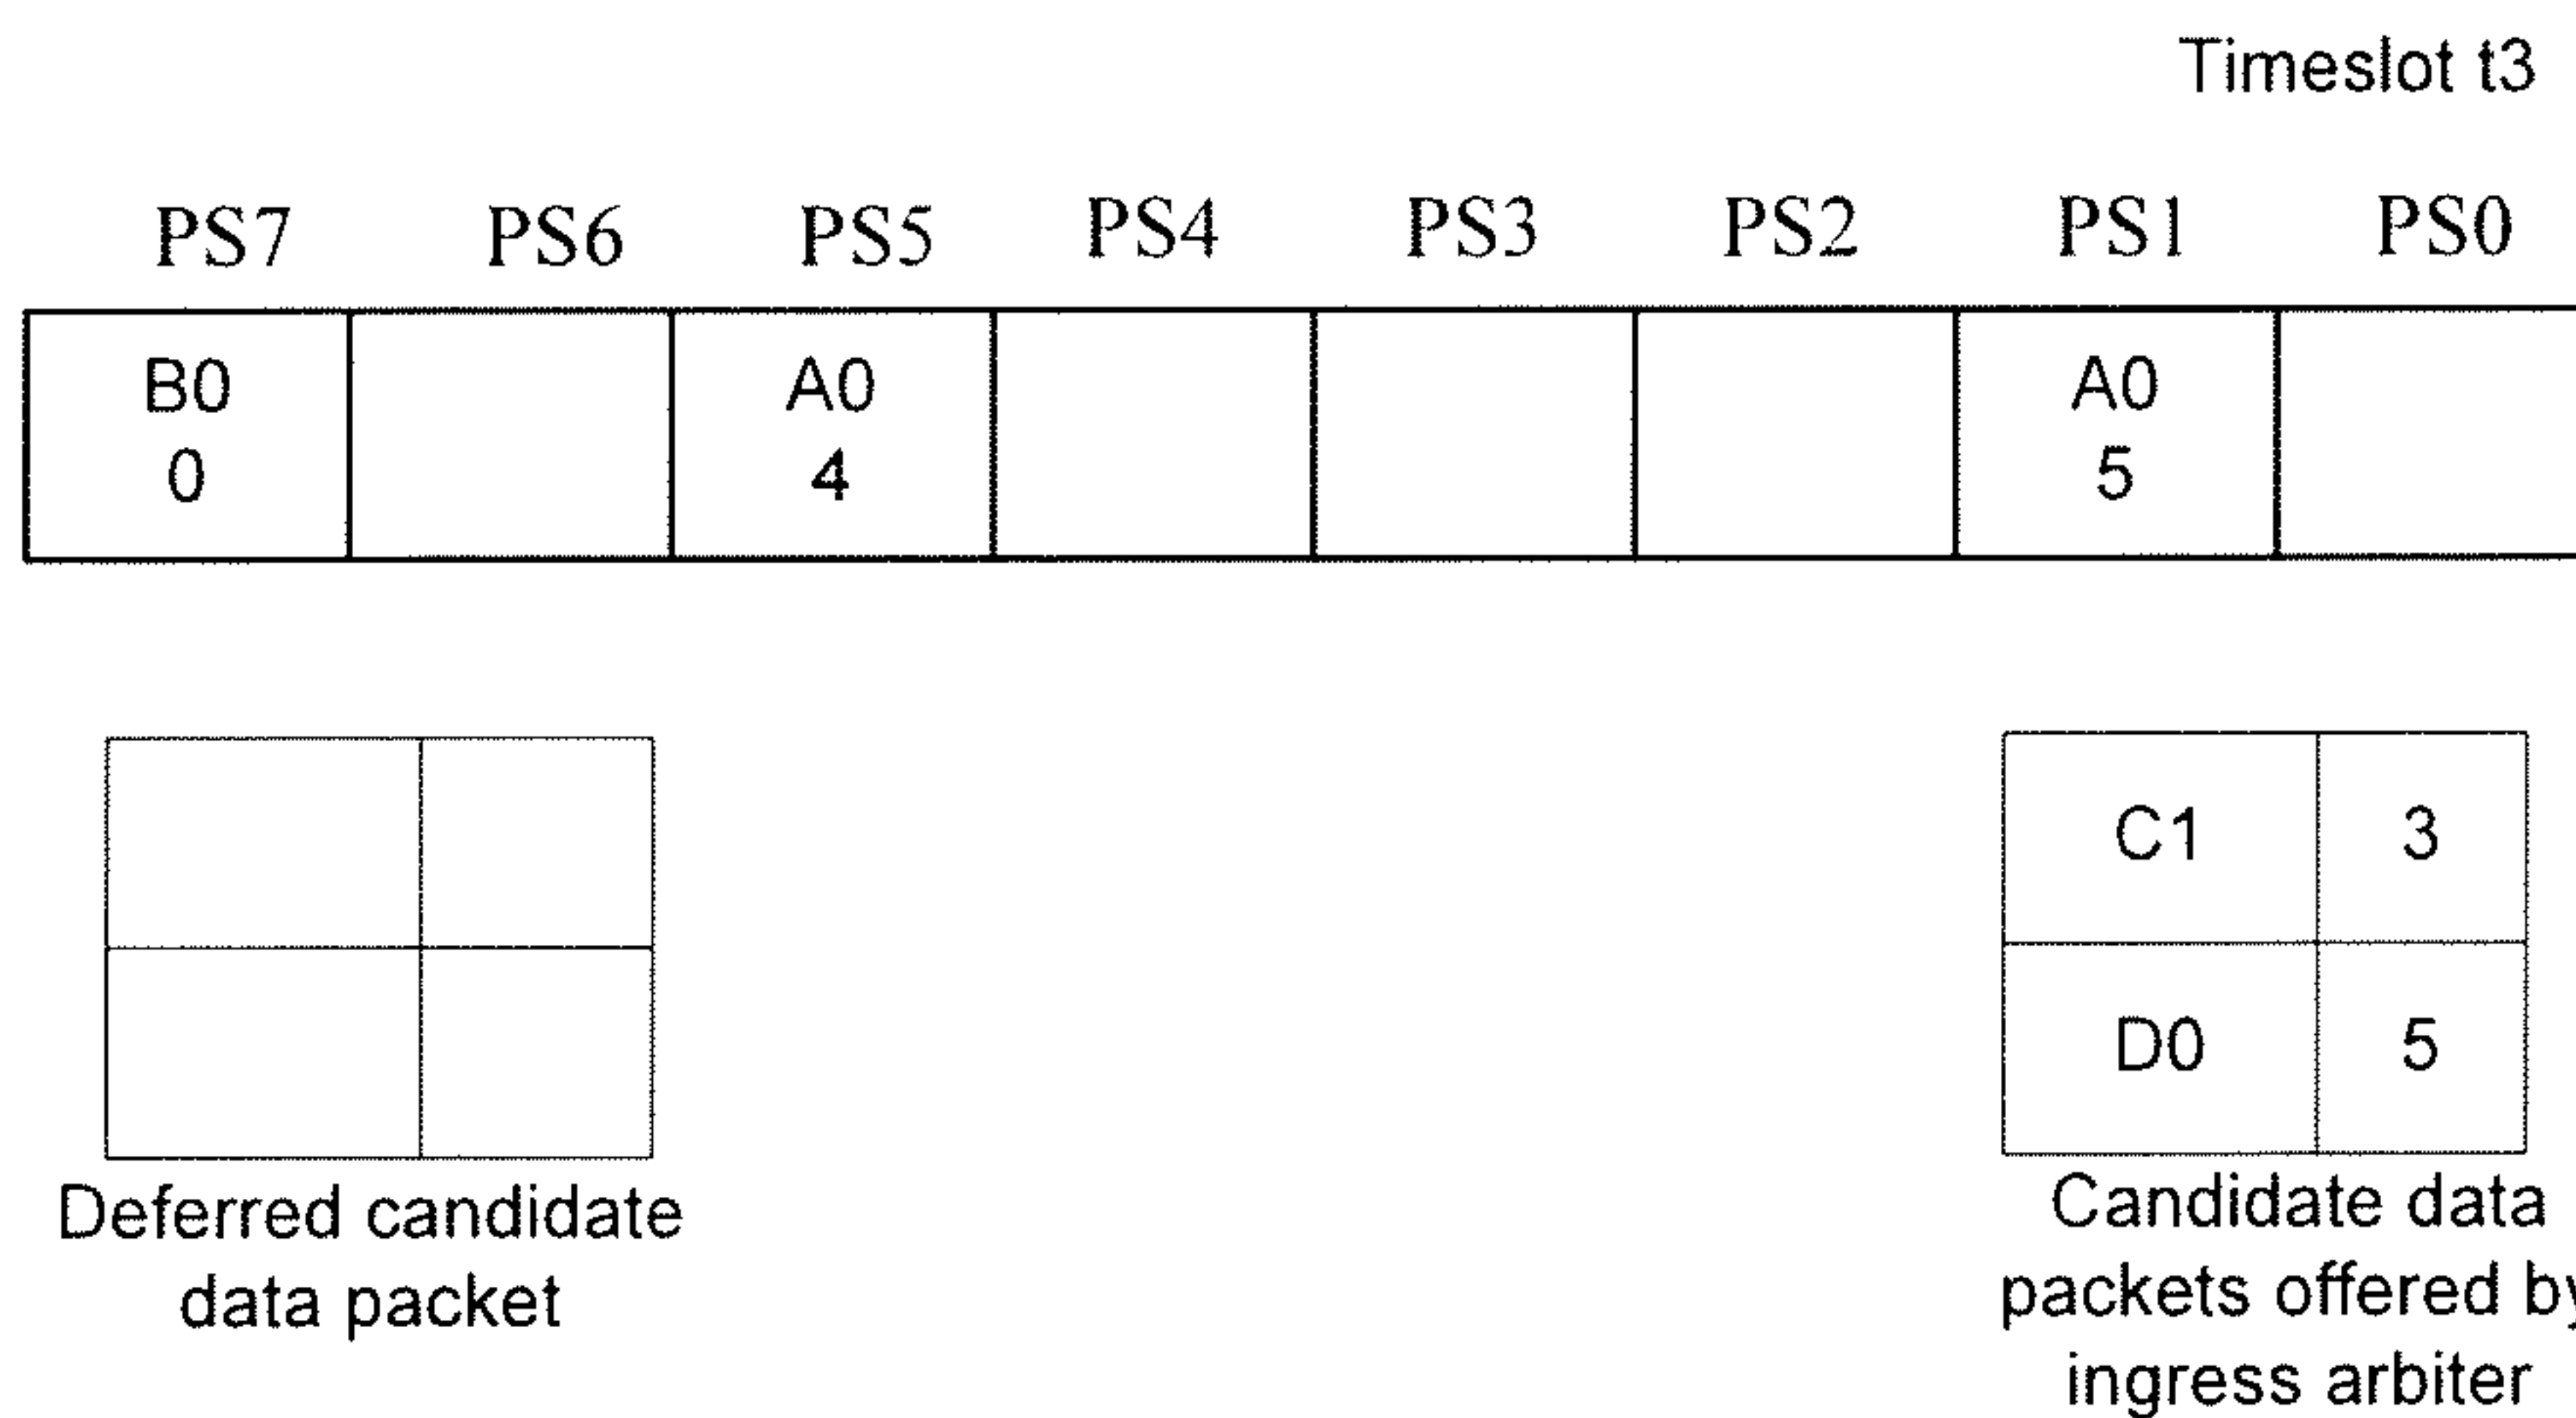 Timeslot t3
PS7 PS6 PS5 PS4 PS3 PS2 PS1 PS0
B0 A0 A0
0 4 5
C1 3
D0 5
Deferred candidate
data packet
Candidate data
packets offered by
ingress arbiter